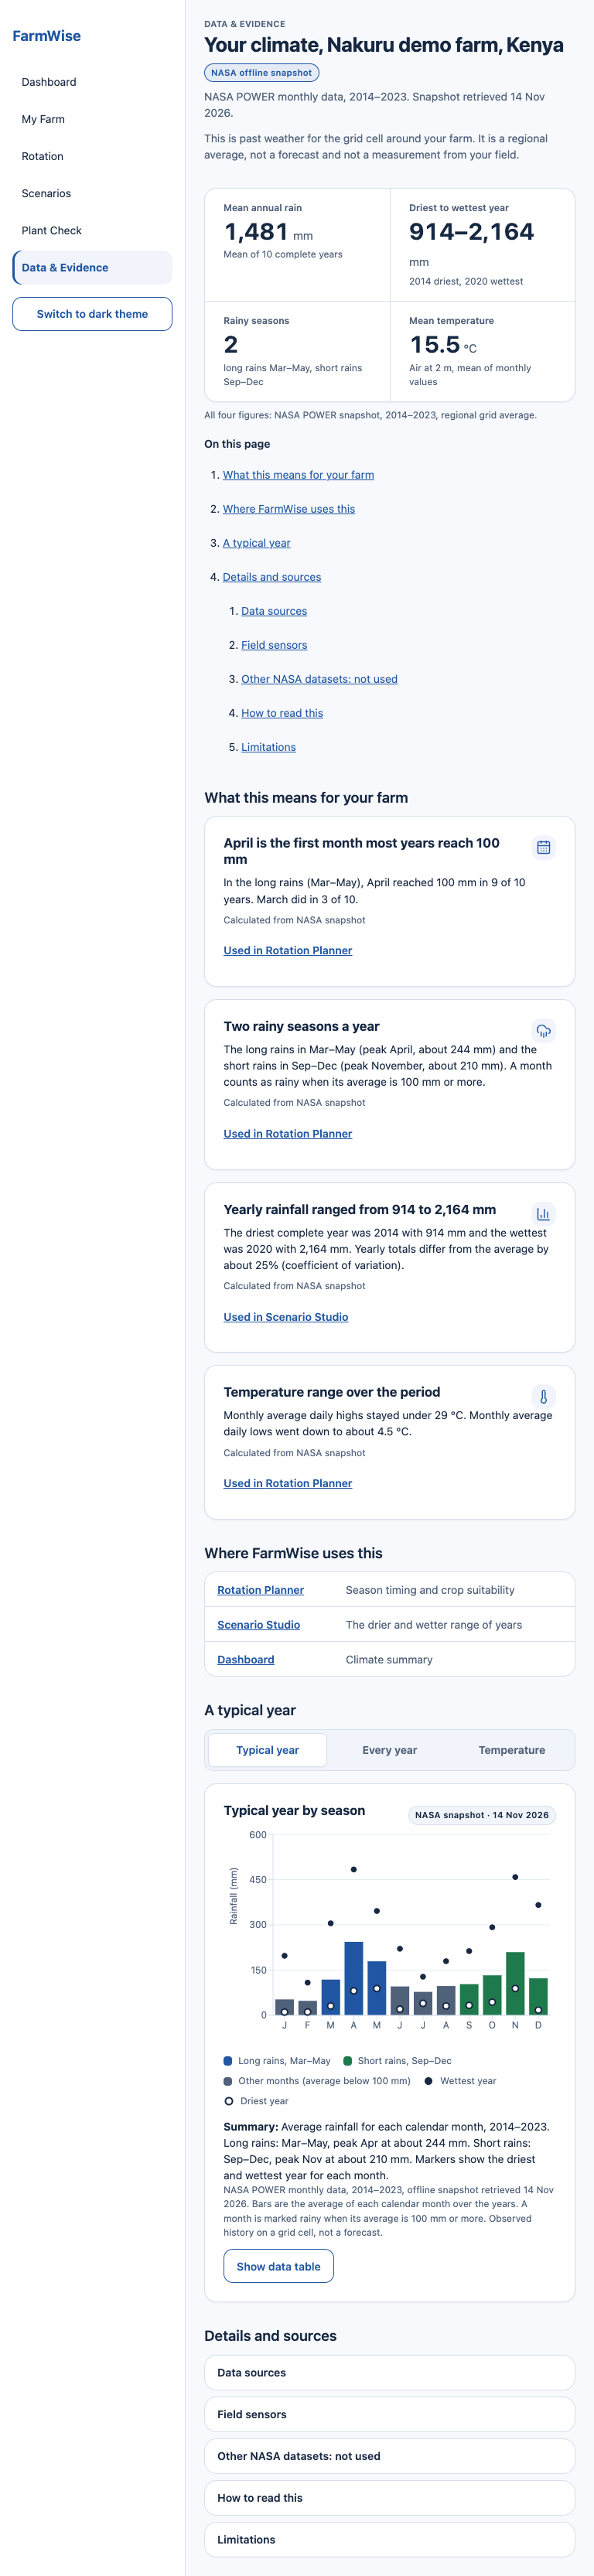 FarmWise
Dashboard
My Farm
Rotation
Scenarios
Plant Check
Data & Evidence
Switch to dark theme
DATA & EVIDENCE
Your climate, Nakuru demo farm, Kenya
NASA offline snapshot
NASA POWER monthly data, 2014–2023. Snapshot retrieved 14 Nov
2026.
This is past weather for the grid cell around your farm. It is a regional
average, not a forecast and not a measurement from your field.
Mean annual rain
1,481 mm
Mean of 10 complete years
Driest to wettest year
914–2,164
mm
2014 driest, 2020 wettest
Rainy seasons
2
long rains Mar–May, short rains
Sep–Dec
Mean temperature
15.5 °C
Air at 2 m, mean of monthly
values
All four figures: NASA POWER snapshot, 2014–2023, regional grid average.
On this page
1. What this means for your farm
2. Where FarmWise uses this
3. A typical year
4. Details and sources
1. Data sources
2. Field sensors
3. Other NASA datasets: not used
4. How to read this
5. Limitations
What this means for your farm
April is the first month most years reach 100
mm
In the long rains (Mar–May), April reached 100 mm in 9 of 10
years. March did in 3 of 10.
Calculated from NASA snapshot
Used in Rotation Planner
Two rainy seasons a year
The long rains in Mar–May (peak April, about 244 mm) and the
short rains in Sep–Dec (peak November, about 210 mm). A month
counts as rainy when its average is 100 mm or more.
Calculated from NASA snapshot
Used in Rotation Planner
Yearly rainfall ranged from 914 to 2,164 mm
The driest complete year was 2014 with 914 mm and the wettest
was 2020 with 2,164 mm. Yearly totals differ from the average by
about 25% (coefficient of variation).
Calculated from NASA snapshot
Used in Scenario Studio
Temperature range over the period
Monthly average daily highs stayed under 29 °C. Monthly average
daily lows went down to about 4.5 °C.
Calculated from NASA snapshot
Used in Rotation Planner
Where FarmWise uses this
Rotation Planner Season timing and crop suitability
Scenario Studio The drier and wetter range of years
Dashboard Climate summary
A typical year
Typical year Every year Temperature
Typical year by season
NASA snapshot · 14 Nov 2026
Rainfall (mm)
600
450
300
150
0
J F M A M J J A S O N D
Long rains, Mar–May Short rains, Sep–Dec
Other months (average below 100 mm) Wettest year
Driest year
Summary: Average rainfall for each calendar month, 2014–2023.
Long rains: Mar–May, peak Apr at about 244 mm. Short rains:
Sep–Dec, peak Nov at about 210 mm. Markers show the driest
and wettest year for each month.
NASA POWER monthly data, 2014–2023, offline snapshot retrieved 14 Nov
2026. Bars are the average of each calendar month over the years. A
month is marked rainy when its average is 100 mm or more. Observed
history on a grid cell, not a forecast.
Show data table
Details and sources
Data sources
Field sensors
Other NASA datasets: not used
How to read this
Limitations